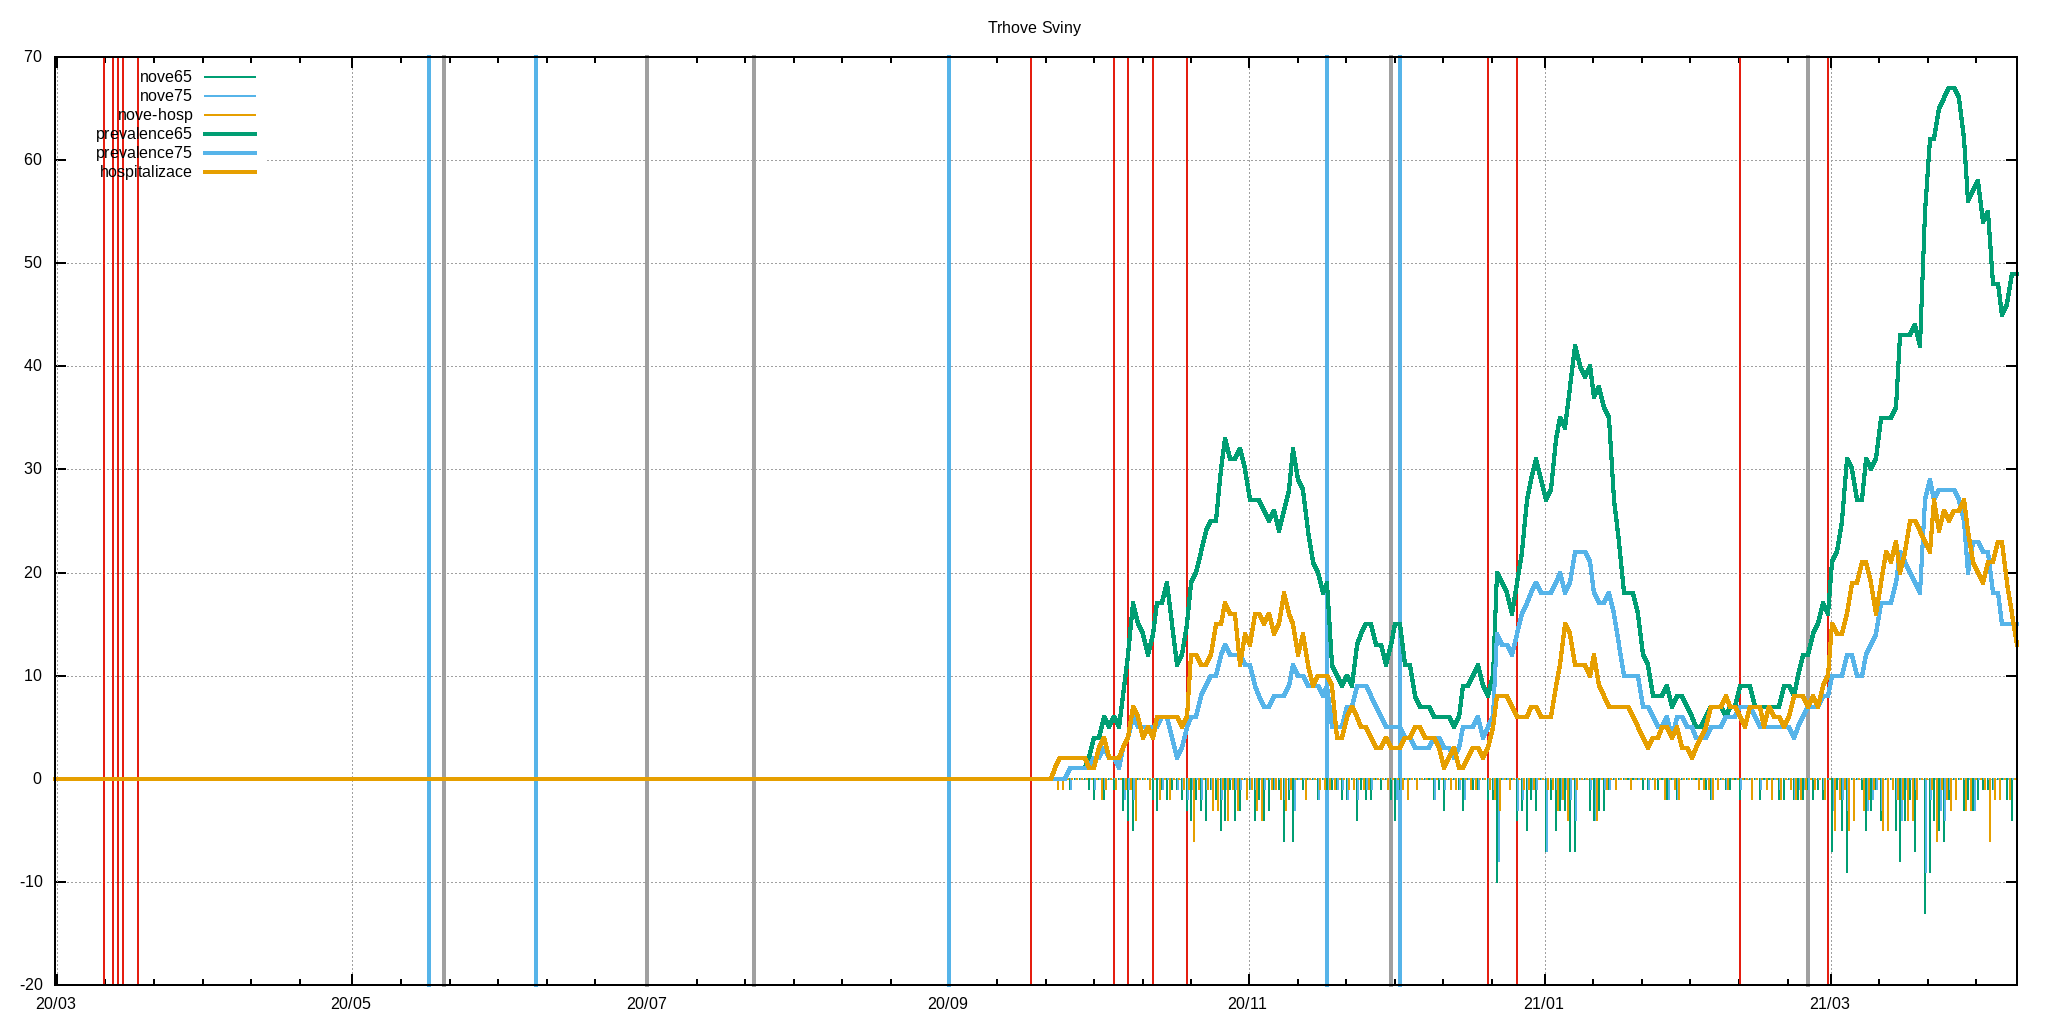 Trhove Sviny
70
60
50
40
30
20
10
0
-10
-20
nove65
nove75
nove-hosp
prevalence65
prevalence75
hospitalizace
20/03 20/05 20/07 20/09 20/11 21/01 21/03